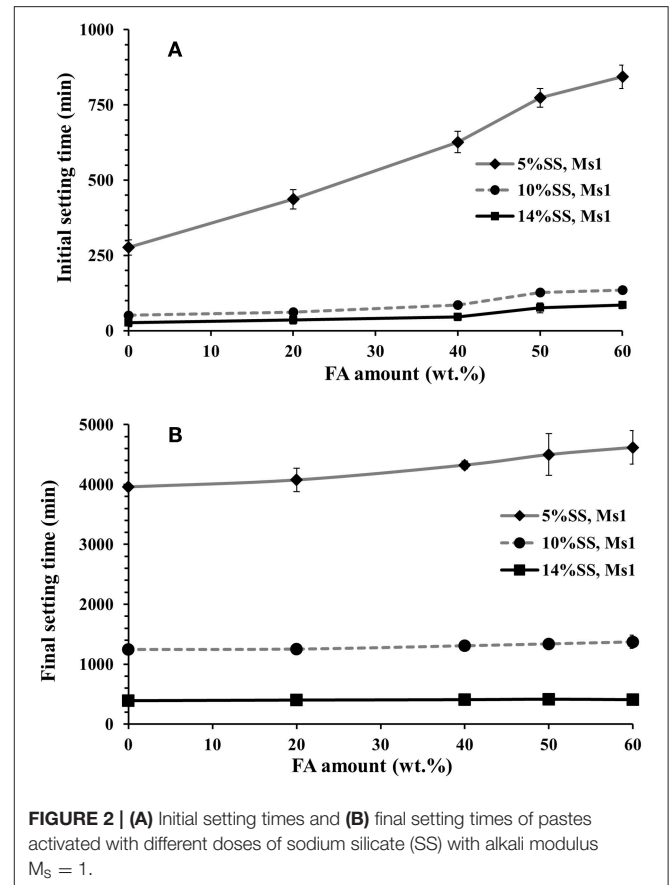 1000
A
750
500
250
0
Initial setting time (min)
5%SS, Ms1
10%SS, Ms1
14%SS, Ms1
0 10 20 30 40 50 60
FA amount (wt.%)
5000
B
4000
3000
2000
1000
0
Final setting time (min)
5%SS, Ms1
10%SS, Ms1
14%SS, Ms1
0 10 20 30 40 50 60
FA amount (wt.%)
FIGURE 2 | (A) Initial setting times and (B) final setting times of pastes
activated with different doses of sodium silicate (SS) with alkali modulus
Mₛ = 1.